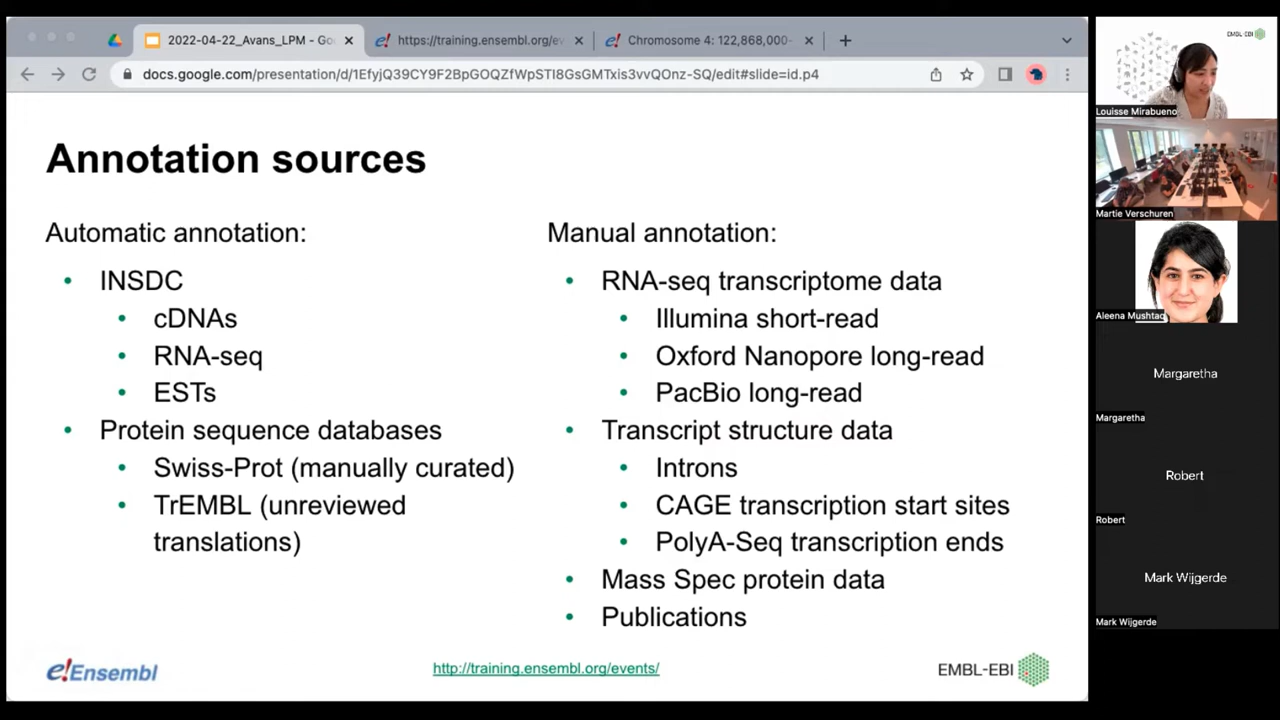 2022-04-22_Avans_LPM - Go
https://training.ensembl.org/ev
Chromosome 4: 122,868,000-
docs.google.com/presentation/d/1EfyjQ39CY9F2BpGOQZfWpSTI8GsGMTxis3vvQOnz-SQ/edit#slide=id.p4
Annotation sources
Automatic annotation:
• INSDC
• cDNAs
• RNA-seq
• ESTs
• Protein sequence databases
• Swiss-Prot (manually curated)
• TrEMBL (unreviewed
translations)
Manual annotation:
• RNA-seq transcriptome data
• Illumina short-read
• Oxford Nanopore long-read
• PacBio long-read
• Transcript structure data
• Introns
• CAGE transcription start sites
• PolyA-Seq transcription ends
• Mass Spec protein data
• Publications
e!Ensembl
http://training.ensembl.org/events/
EMBL-EBI
EMBL-EBI
Louisse Mirabueno
Martie Verschuren
Aleena Mushtaq
Margaretha
Margaretha
Robert
Robert
Mark Wijgerde
Mark Wijgerde